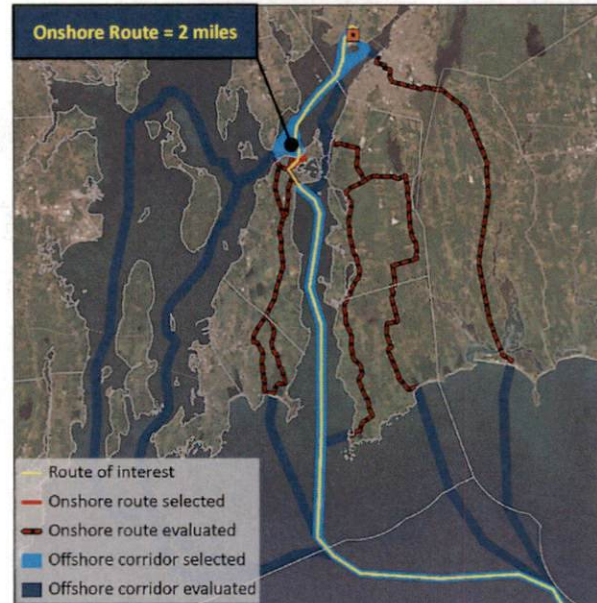 Onshore Route = 2 miles
Route of interest
Onshore route selected
Onshore route evaluated
Offshore corridor selected
Offshore corridor evaluated